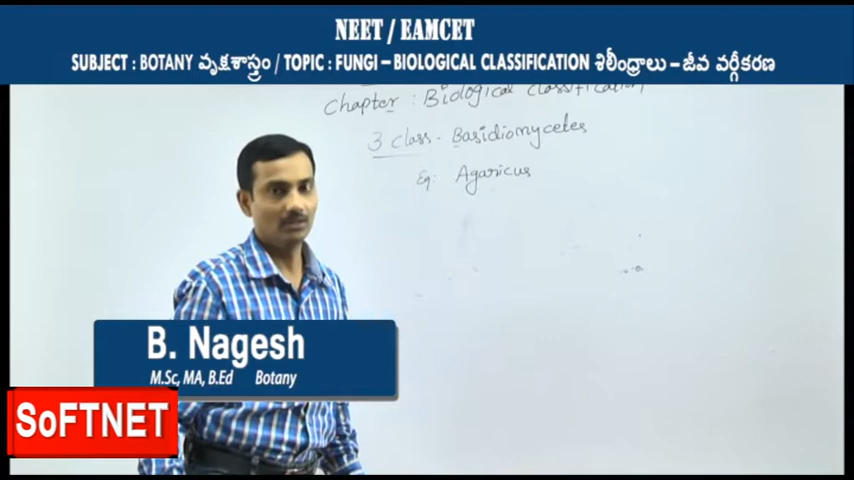 NEET / EAMCET
SUBJECT : BOTANY వృక్షశాస్త్రం / TOPIC : FUNGI – BIOLOGICAL CLASSIFICATION శిలీంధ్రాలు – జీవ వర్గీకరణ
Chapter : Biological Classification
3 class - Basidiomycetes
Eg: Agaricus
B. Nagesh
M.Sc, MA, B.Ed Botany
SoFTNET